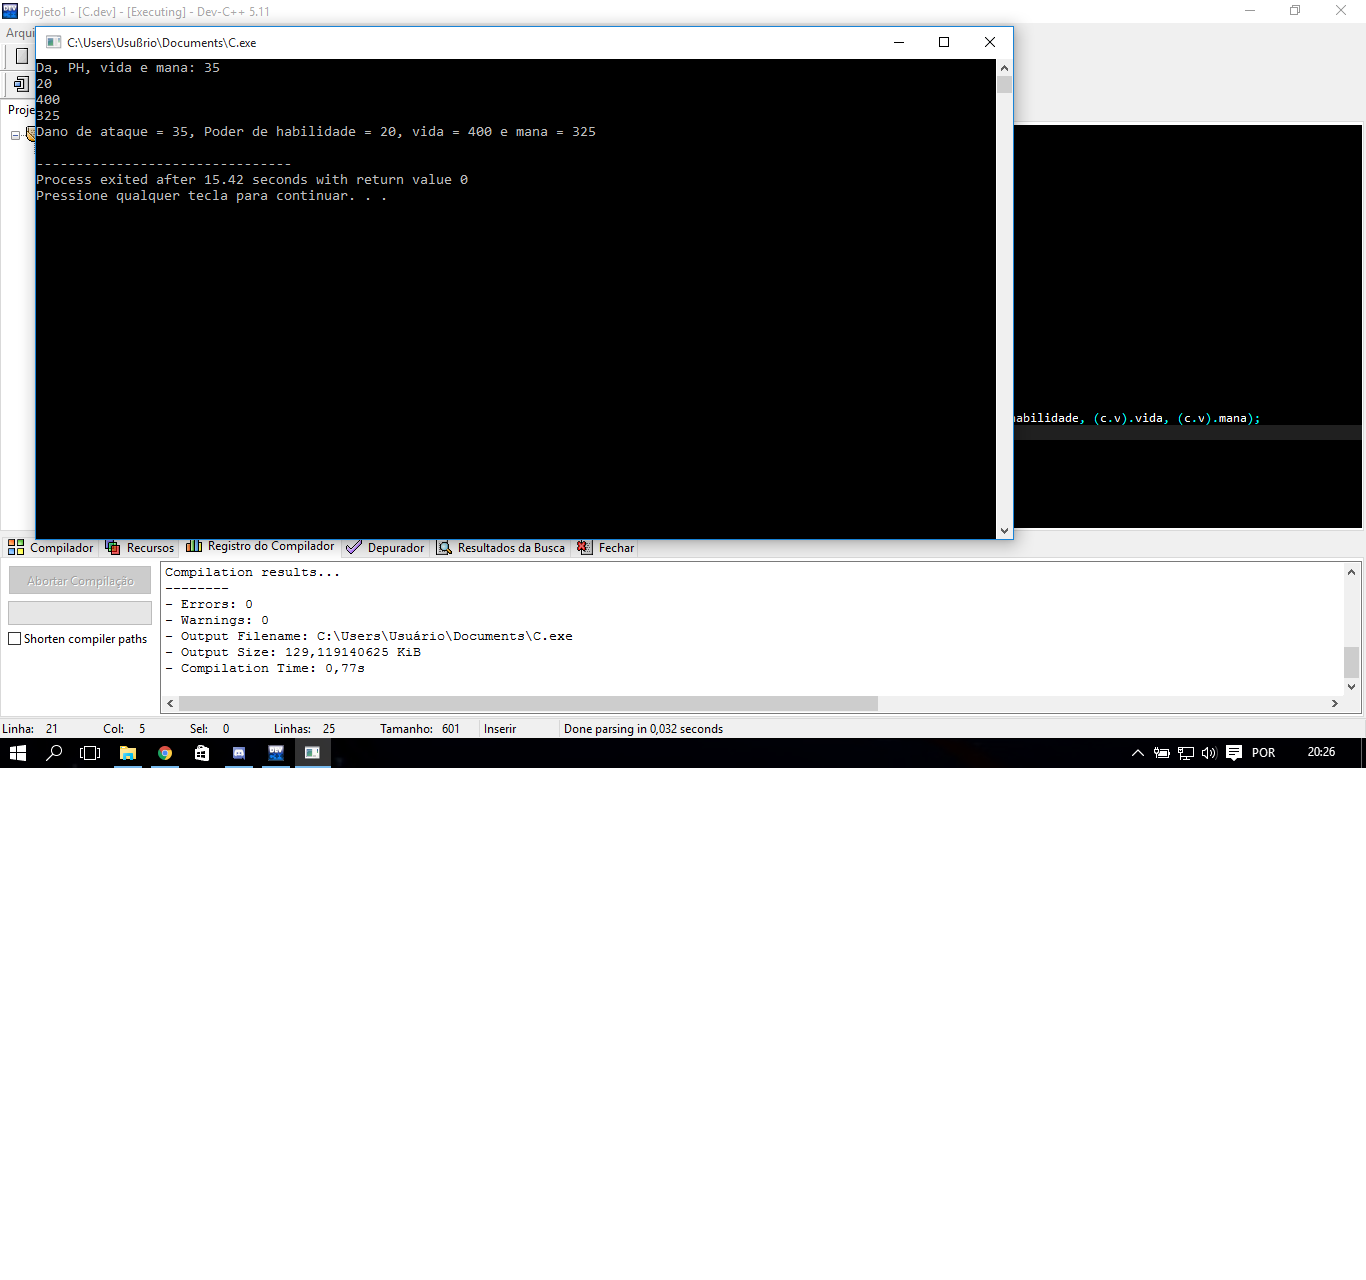 Projeto1 - [C.dev] - [Executing] - Dev-C++ 5.11
C:\Users\Usußrio\Documents\C.exe
Da, PH, vida e mana: 35
20
400
325
Dano de ataque = 35, Poder de habilidade = 20, vida = 400 e mana = 325
--------------------------------
Process exited after 15.42 seconds with return value 0
Pressione qualquer tecla para continuar. . .
(c.v).vida, (c.v).mana);
Compilador Recursos Registro do Compilador Depurador Resultados da Busca Fechar
Abortar Compilação
Shorten compiler paths
Compilation results...
--------
- Errors: 0
- Warnings: 0
- Output Filename: C:\Users\Usuário\Documents\C.exe
- Output Size: 129,119140625 KiB
- Compilation Time: 0,77s
Linha: 21 Col: 5 Sel: 0 Linhas: 25 Tamanho: 601 Inserir Done parsing in 0,032 seconds
POR 20:26